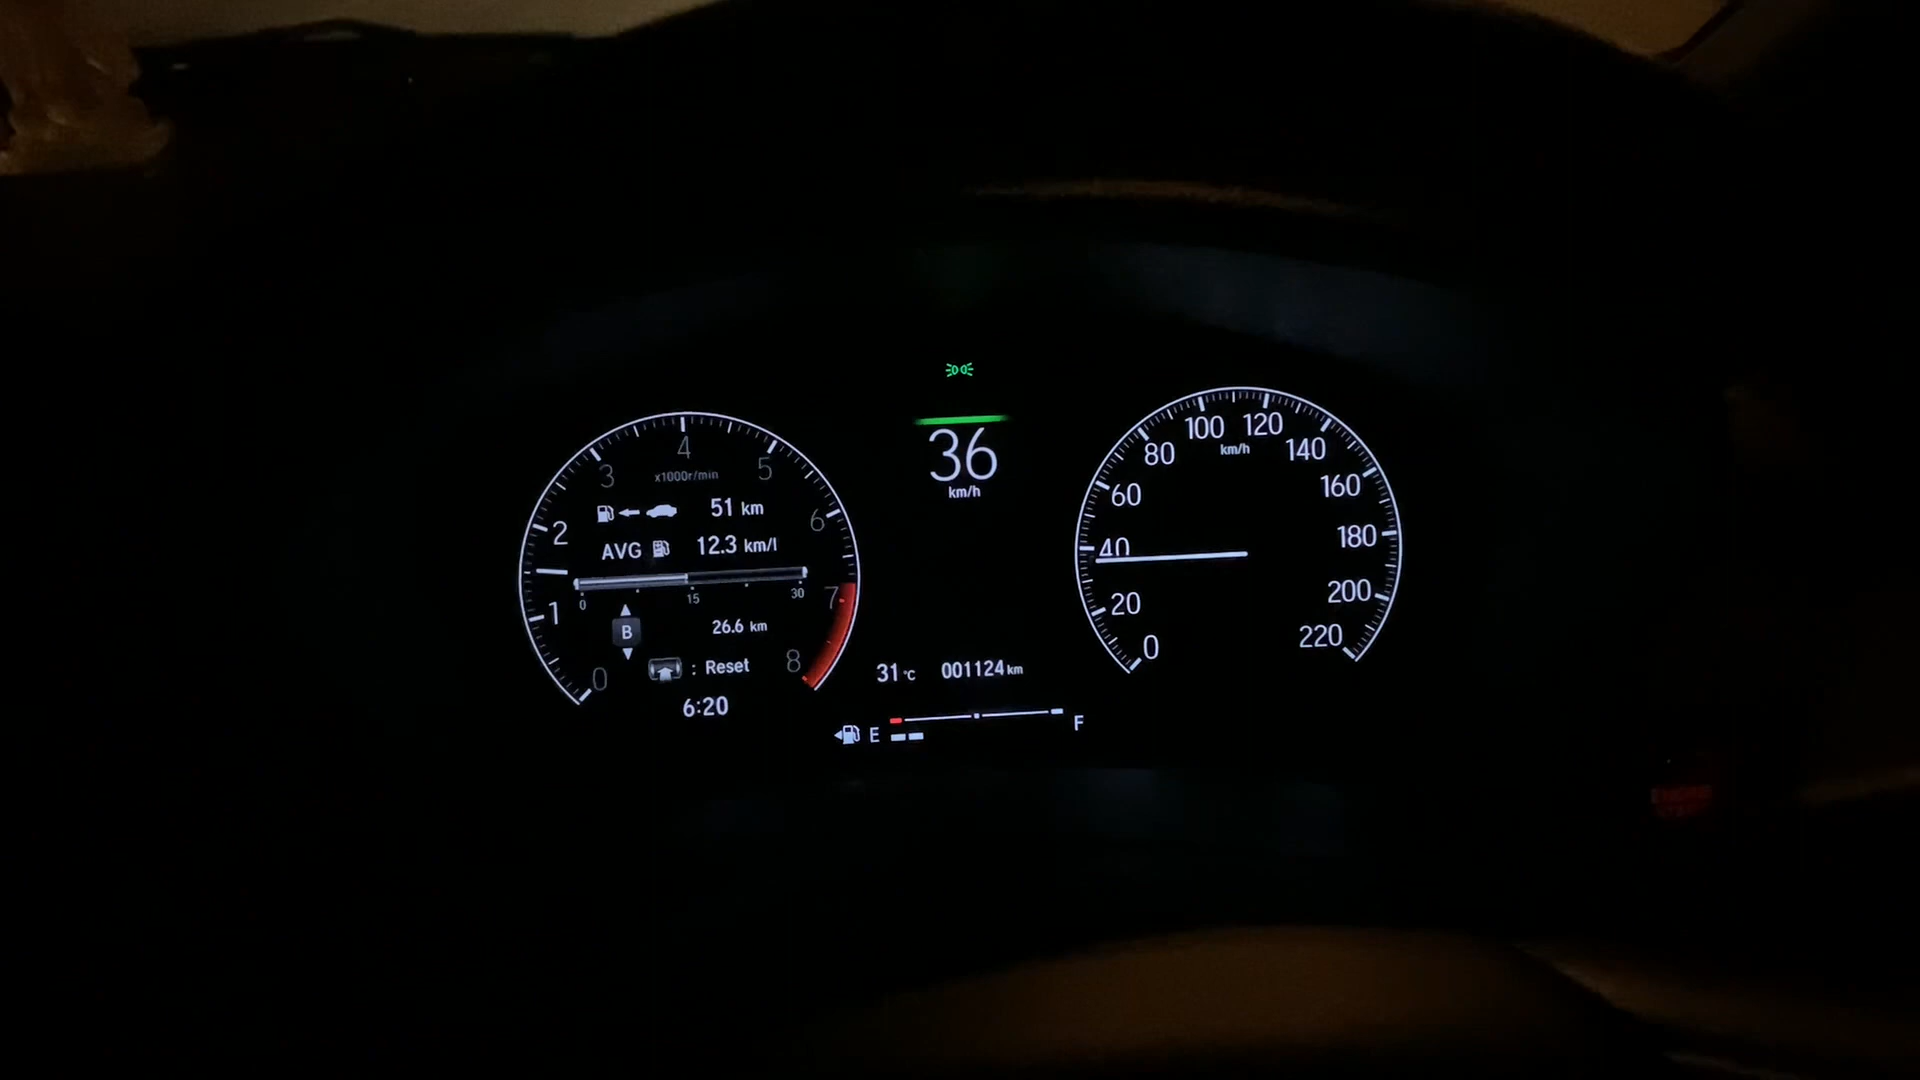 4
3
5
x1000r/min
2
6
51 km
AVG 12.3 km/l
0 15 30
1
7
B
26.6 km
: Reset
0
8
6:20
36
km/h
31 °C 001124 km
E F
100 120
80 km/h 140
60 160
40 180
20 200
0 220